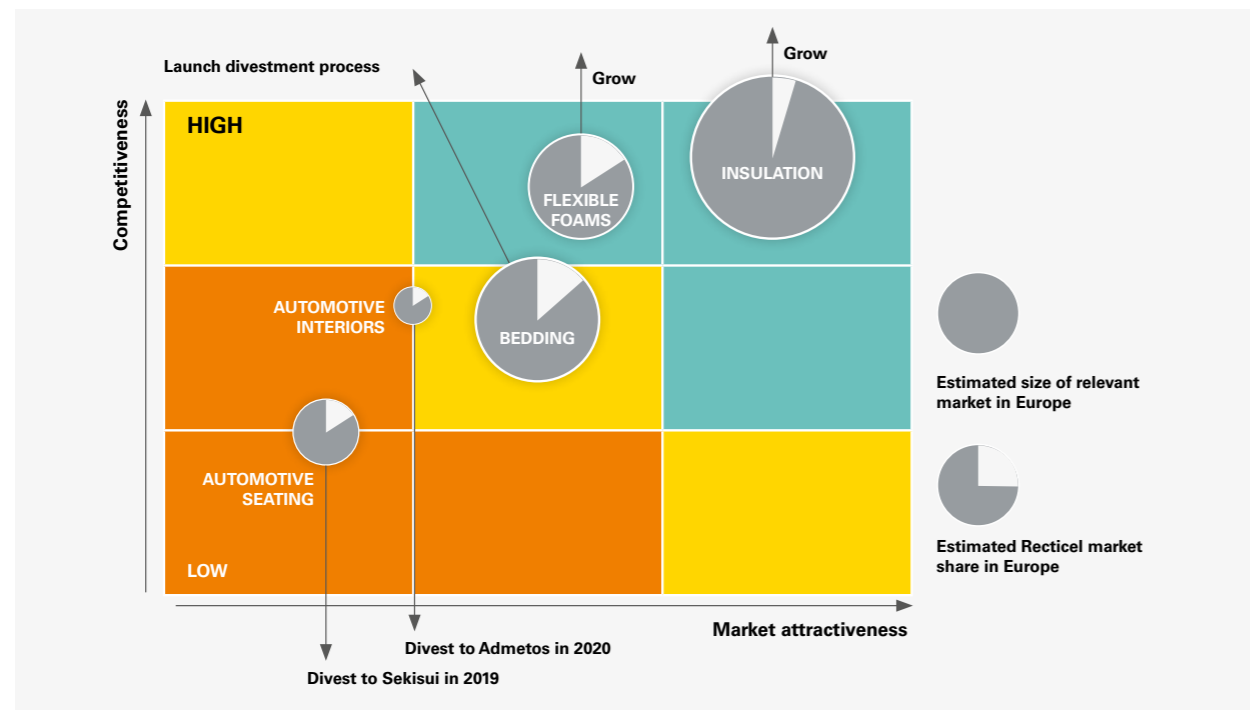 Launch divestment process
Grow
Grow
Competitiveness
HIGH
INSULATION
FLEXIBLE
FOAMS
AUTOMOTIVE
INTERIORS
BEDDING
Estimated size of relevant
market in Europe
AUTOMOTIVE
SEATING
Estimated Recticel market
share in Europe
LOW
Market attractiveness
Divest to Admetos in 2020
Divest to Sekisui in 2019